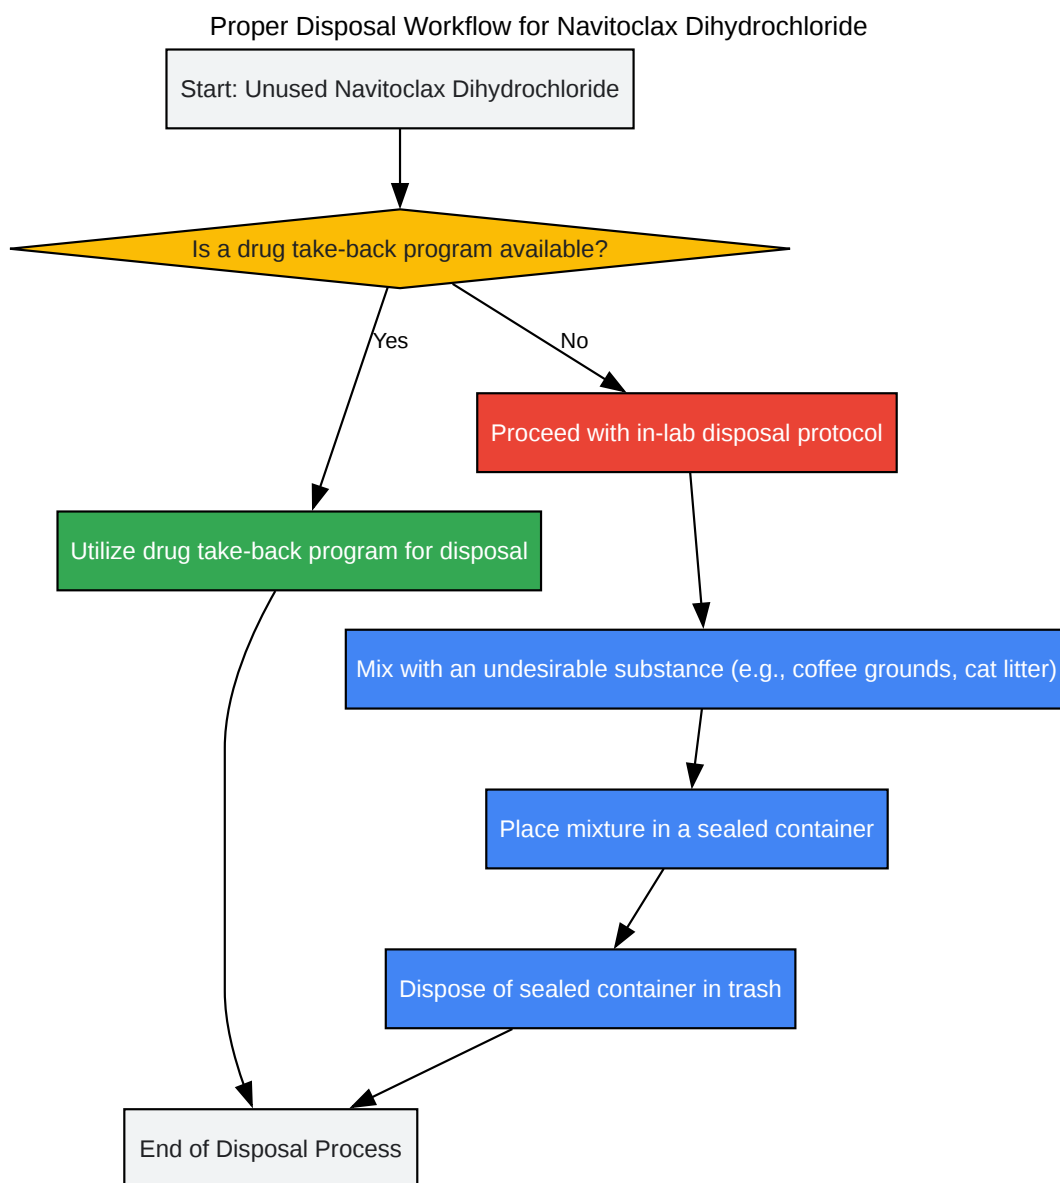 Proper Disposal Workflow for Navitoclax Dihydrochloride
Start: Unused Navitoclax Dihydrochloride
Is a drug take-back program available?
Yes
No
Proceed with in-lab disposal protocol
Utilize drug take-back program for disposal
Mix with an undesirable substance (e.g., coffee grounds, cat litter)
Place mixture in a sealed container
Dispose of sealed container in trash
End of Disposal Process